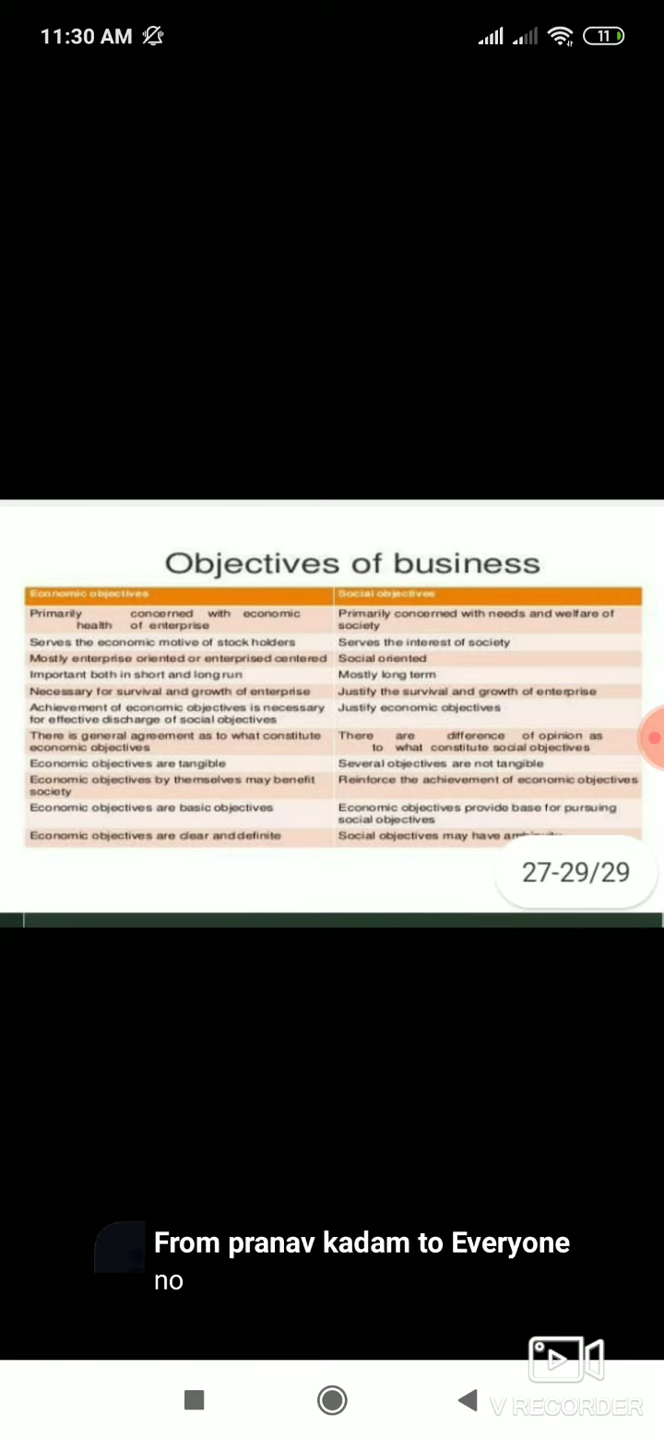 11:30 AM
11
Objectives of business
Economic objectives
Social objectives
Primarily concerned with economic
health of enterprise
Primarily concerned with needs and welfare of
society
Serves the economic motive of stock holders
Serves the interest of society
Mostly enterprise oriented or enterprised centered
Social oriented
Important both in short and long run
Mostly long term
Necessary for survival and growth of enterprise
Justify the survival and growth of enterprise
Achievement of economic objectives is necessary
for effective discharge of social objectives
Justify economic objectives
There is general agreement as to what constitute
economic objectives
There are difference of opinion as
to what constitute social objectives
Economic objectives are tangible
Several objectives are not tangible
Economic objectives by themselves may benefit
society
Reinforce the achievement of economic objectives
Economic objectives are basic objectives
Economic objectives provide base for pursuing
social objectives
Economic objectives are clear and definite
Social objectives may have
27-29/29
From pranav kadam to Everyone
no
V RECORDER